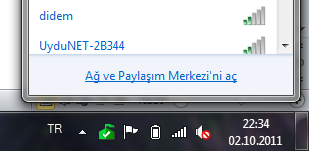 didem
UyduNET-2B344
Ağ ve Paylaşım Merkezi'ni aç
TR
22:34
02.10.2011